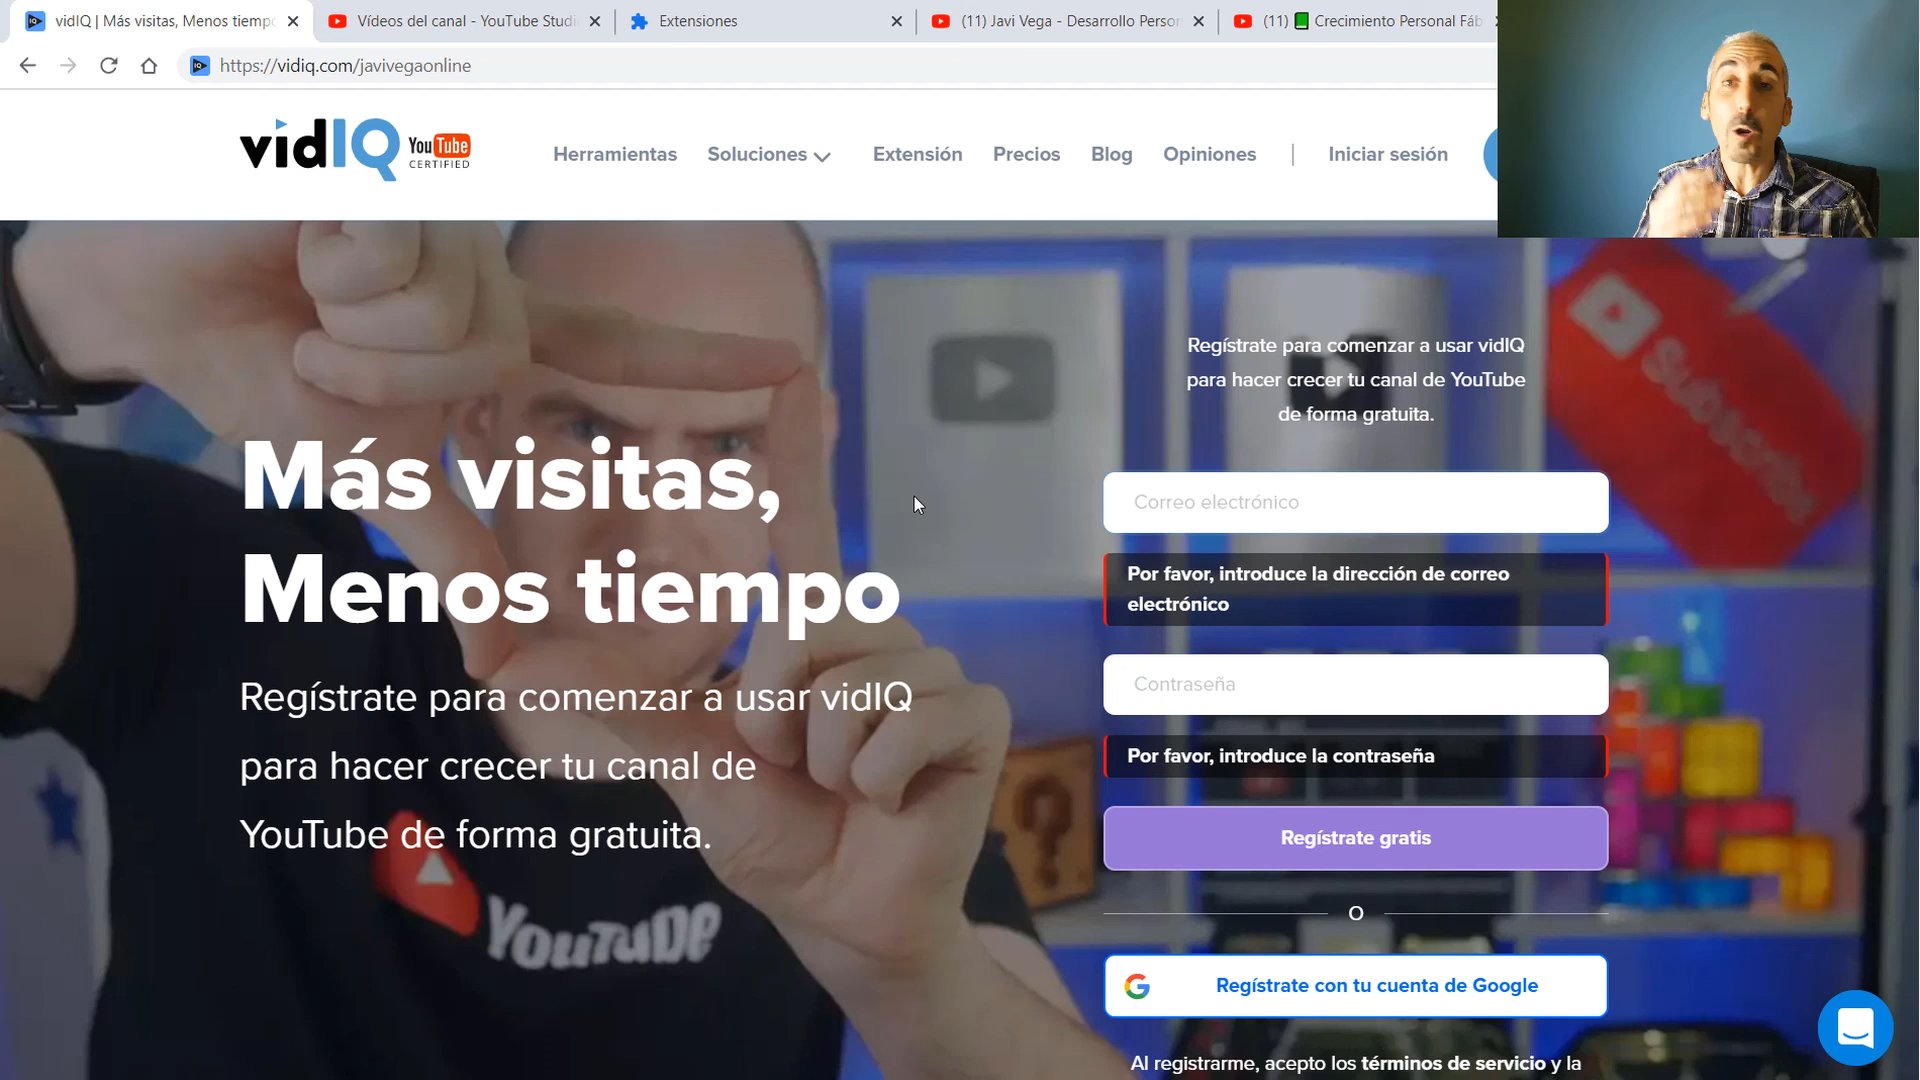 vidIQ | Más visitas, Menos tiempo
Vídeos del canal - YouTube Studi
Extensiones
(11) Javi Vega - Desarrollo Person
(11) Crecimiento Personal Fáb
https://vidiq.com/javivegaonline
vidIQ
YouTube
CERTIFIED
Herramientas
Soluciones
Extensión
Precios
Blog
Opiniones
Iniciar sesión
Más visitas,
Menos tiempo
Regístrate para comenzar a usar vidIQ
para hacer crecer tu canal de
YouTube de forma gratuita.
YouTube
Subscribe
Regístrate para comenzar a usar vidIQ
para hacer crecer tu canal de YouTube
de forma gratuita.
Correo electrónico
Por favor, introduce la dirección de correo
electrónico
Contraseña
Por favor, introduce la contraseña
Regístrate gratis
O
Regístrate con tu cuenta de Google
Al registrarme, acepto los términos de servicio y la